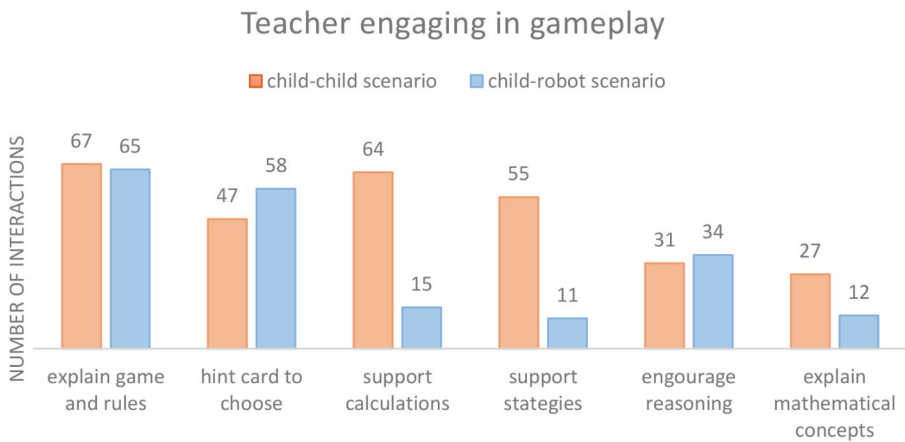 Teacher engaging in gameplay
child-child scenario child-robot scenario
NUMBER OF INTERACTIONS
67 65
47 58
64 15
55 11
31 34
27 12
explain game
and rules
hint card to
choose
support
calculations
support
stategies
engourage
reasoning
explain
mathematical
concepts